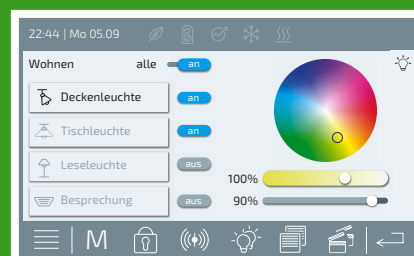 22:44 | Mo 05.09
Wohnen alle an
Deckenleuchte an
Tischleuchte an
Leseleuchte aus
100%
Besprechung aus
90%
M